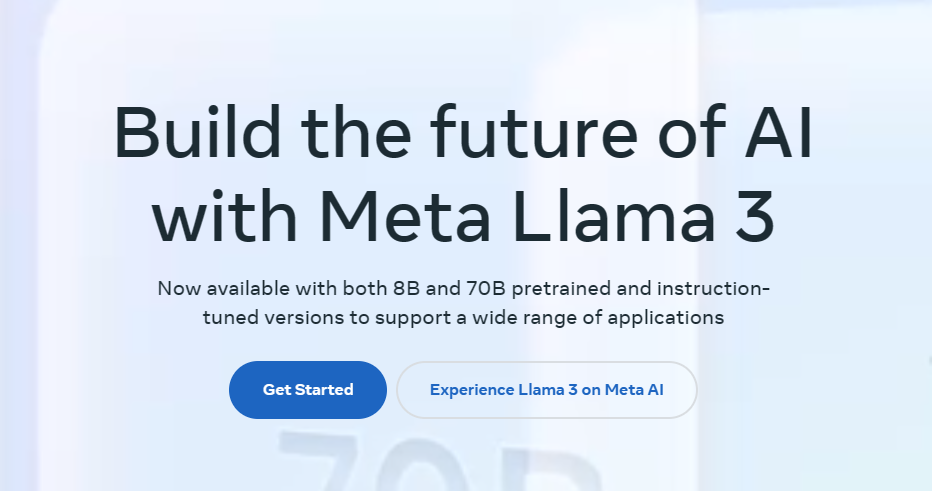 Build the future of AI
with Meta Llama 3
Now available with both 8B and 70B pretrained and instruction-
tuned versions to support a wide range of applications
Get Started
Experience Llama 3 on Meta AI
70B